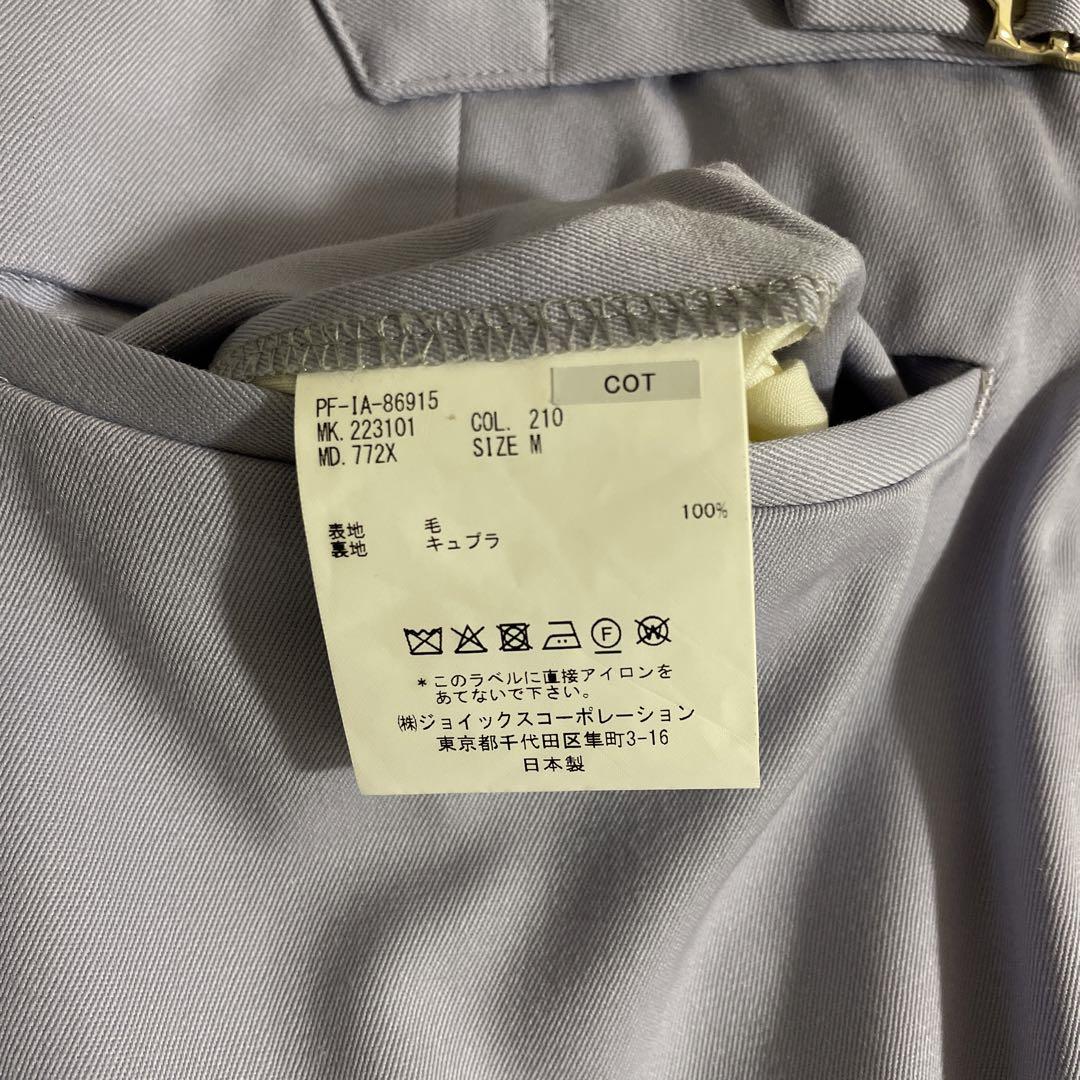 COT
PF-IA-86915
MK. 223101 COL. 210
MD. 772X SIZE M
表地 毛 100%
裏地 キュプラ
F
W
*このラベルに直接アイロンを
あてないで下さい。
㈱ジョイックスコーポレーション
東京都千代田区隼町3-16
日本製